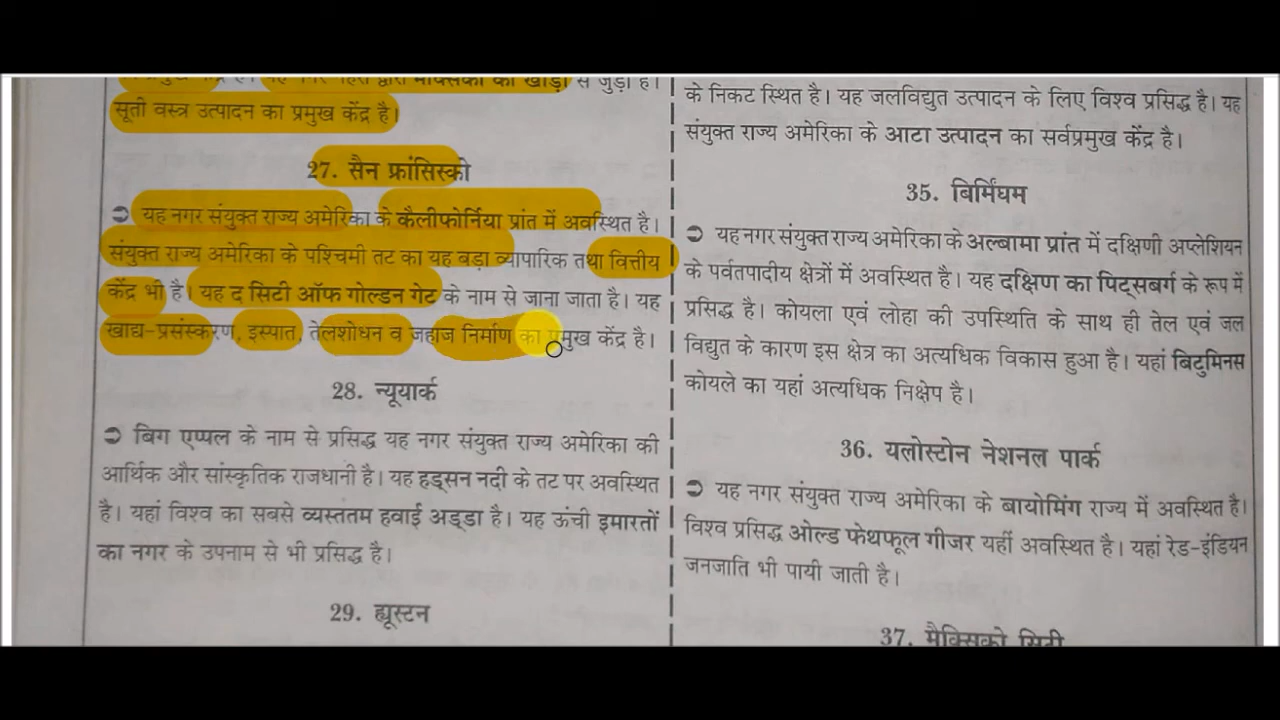 से जुड़ा है।
सूती वस्त्र उत्पादन का प्रमुख केंद्र है।
27. सैन फ्रांसिस्को
➲ यह नगर संयुक्त राज्य अमेरिका के कैलीफोर्निया प्रांत में अवस्थित है।
संयुक्त राज्य अमेरिका के पश्चिमी तट का यह बड़ा व्यापारिक तथा वित्तीय
केंद्र भी है। यह द सिटी ऑफ गोल्डन गेट के नाम से जाना जाता है। यह
खाद्य-प्रसंस्करण, इस्पात, तेलशोधन व जहाज निर्माण का प्रमुख केंद्र है।
28. न्यूयार्क
➲ बिग एप्पल के नाम से प्रसिद्ध यह नगर संयुक्त राज्य अमेरिका की
आर्थिक और सांस्कृतिक राजधानी है। यह हड्सन नदी के तट पर अवस्थित
है। यहां विश्व का सबसे व्यस्ततम हवाई अड्डा है। यह ऊंची इमारतों
का नगर के उपनाम से भी प्रसिद्ध है।
29. ह्यूस्टन
के निकट स्थित है। यह जलविद्युत उत्पादन के लिए विश्व प्रसिद्ध है। यह
संयुक्त राज्य अमेरिका के आटा उत्पादन का सर्वप्रमुख केंद्र है।
35. बिर्मिंघम
➲ यह नगर संयुक्त राज्य अमेरिका के अल्बामा प्रांत में दक्षिणी अप्लेशियन
के पर्वतपादीय क्षेत्रों में अवस्थित है। यह दक्षिण का पिट्सबर्ग के रूप में
प्रसिद्ध है। कोयला एवं लोहा की उपस्थिति के साथ ही तेल एवं जल
विद्युत के कारण इस क्षेत्र का अत्यधिक विकास हुआ है। यहां बिटुमिनस
कोयले का यहां अत्यधिक निक्षेप है।
36. यलोस्टोन नेशनल पार्क
➲ यह नगर संयुक्त राज्य अमेरिका के बायोमिंग राज्य में अवस्थित है।
विश्व प्रसिद्ध ओल्ड फेथफूल गीजर यहीं अवस्थित है। यहां रेड-इंडियन
जनजाति भी पायी जाती है।
37. मैक्सिको सिटी